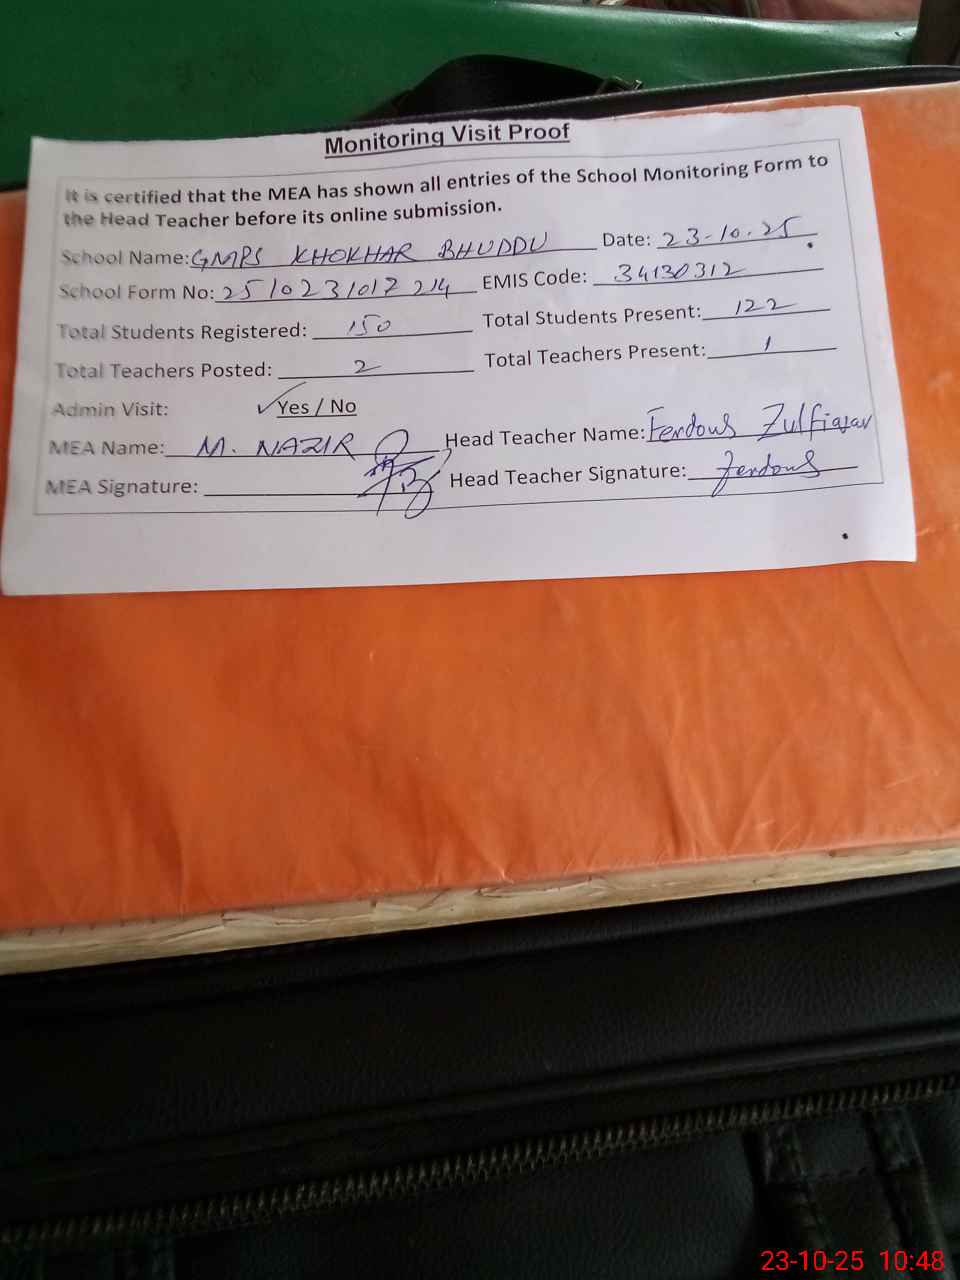 Monitoring Visit Proof
It is certified that the MEA has shown all entries of the School Monitoring Form to
the Head Teacher before its online submission.
School Name: GMPS KHOKHAR BHUDDU Date: 23-10.25
School Form No: 2510231017 214 EMIS Code: 34130312
Total Students Registered: 150 Total Students Present: 122
Total Teachers Posted: 2 Total Teachers Present: 1
Admin Visit: ✓Yes / No
MEA Name: M. NAZIR Head Teacher Name: Ferdous
MEA Signature: Head Teacher Signature: Ferdous
23-10-25 10:48